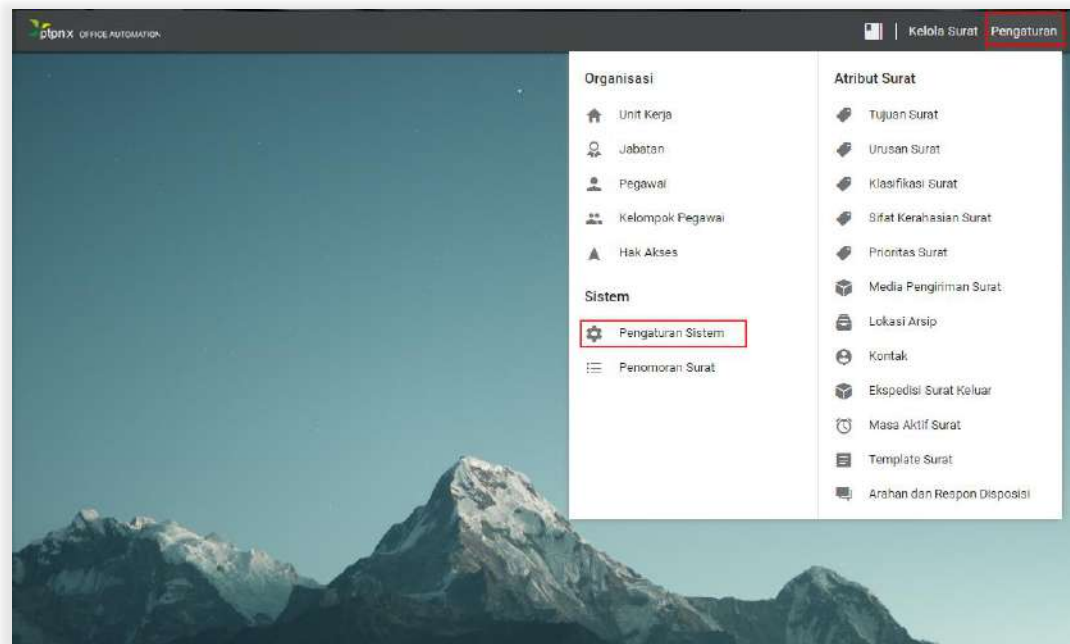 ptpnx OFFICE AUTOMATION
Kelola Surat
Pengaturan
Organisasi
Unit Kerja
Jabatan
Pegawai
Kelompok Pegawai
Hak Akses
Sistem
Pengaturan Sistem
Penomoran Surat
Atribut Surat
Tujuan Surat
Urusan Surat
Klasifikasi Surat
Sifat Kerahasian Surat
Prioritas Surat
Media Pengiriman Surat
Lokasi Arsip
Kontak
Ekspedisi Surat Keluar
Masa Aktif Surat
Template Surat
Arahan dan Respon Disposisi